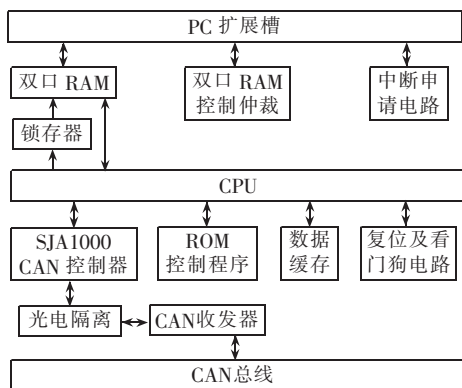 PC 扩展槽
双口 RAM
双口 RAM
控制仲裁
中断申
请电路
锁存器
CPU
SJA1000
CAN 控制器
ROM
控制程序
数据
缓存
复位及看
门狗电路
光电隔离
CAN收发器
CAN总线